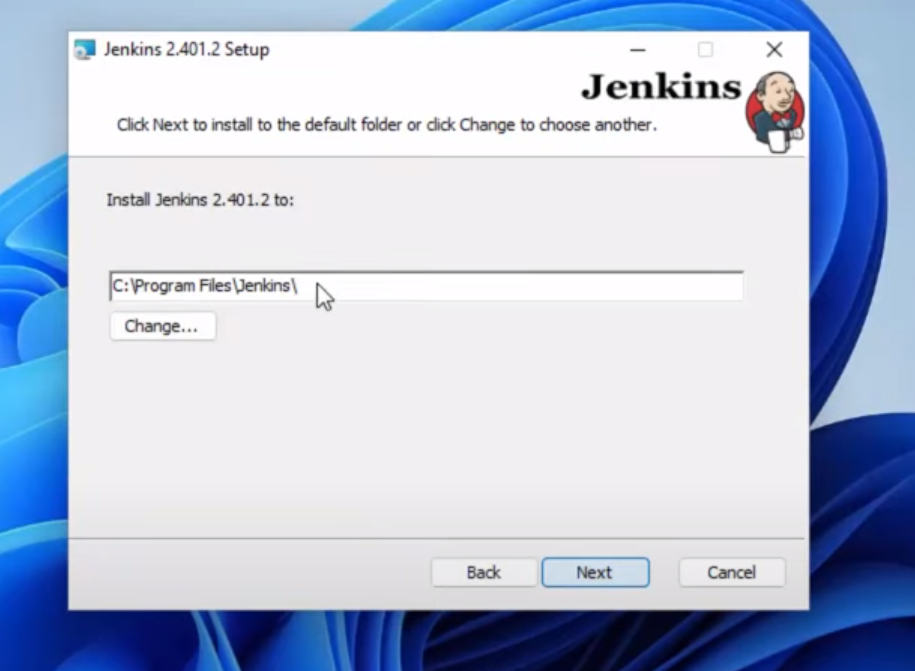 Jenkins 2.401.2 Setup
Jenkins
Click Next to install to the default folder or click Change to choose another.
Install Jenkins 2.401.2 to:
C:\Program Files\Jenkins\
Change...
Back Next Cancel